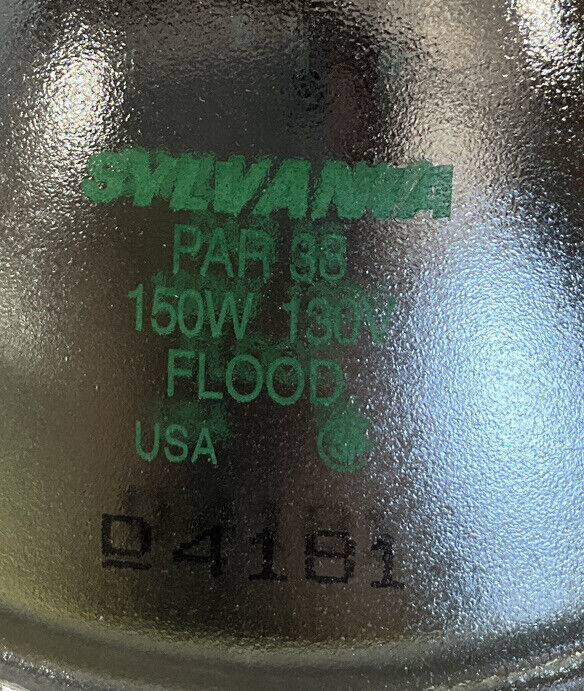 SYLVANIA
PAR 38
150W 130V
FLOOD
USA
D4181